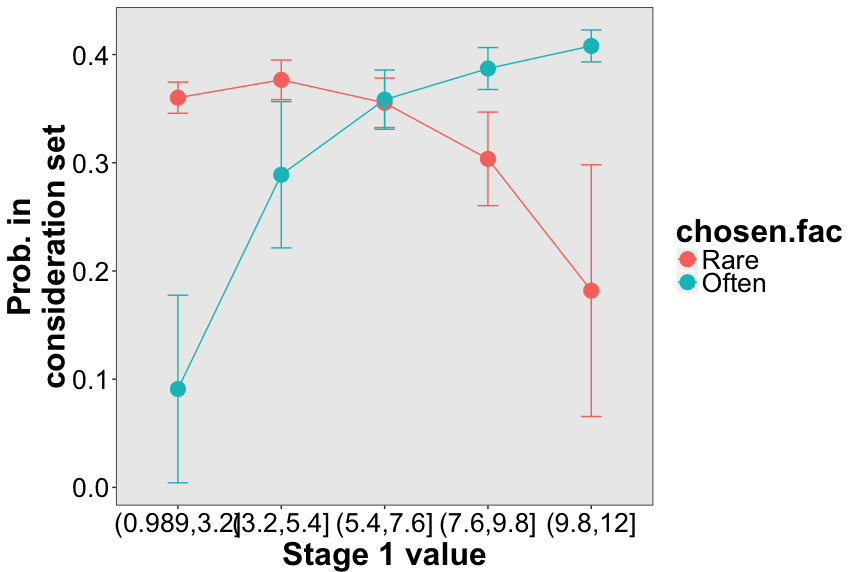 Prob. in
consideration set
0.4
0.3
0.2
0.1
0.0
(0.989,3.2] (3.2,5.4] (5.4,7.6] (7.6,9.8] (9.8,12]
Stage 1 value
chosen.fac
Rare
Often